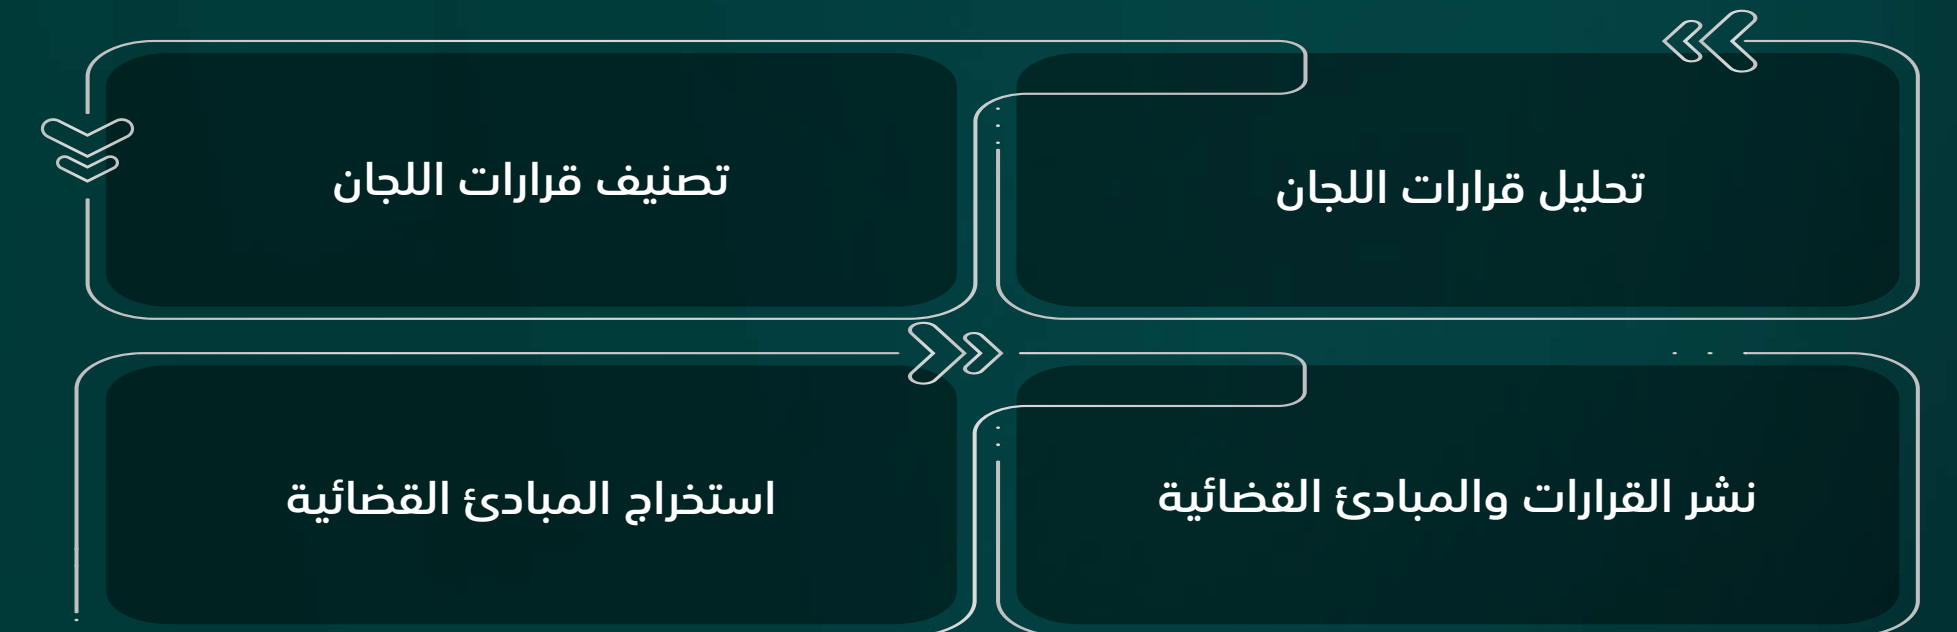 تحليل قرارات اللجان
تصنيف قرارات اللجان
استخراج المبادئ القضائية
نشر القرارات والمبادئ القضائية